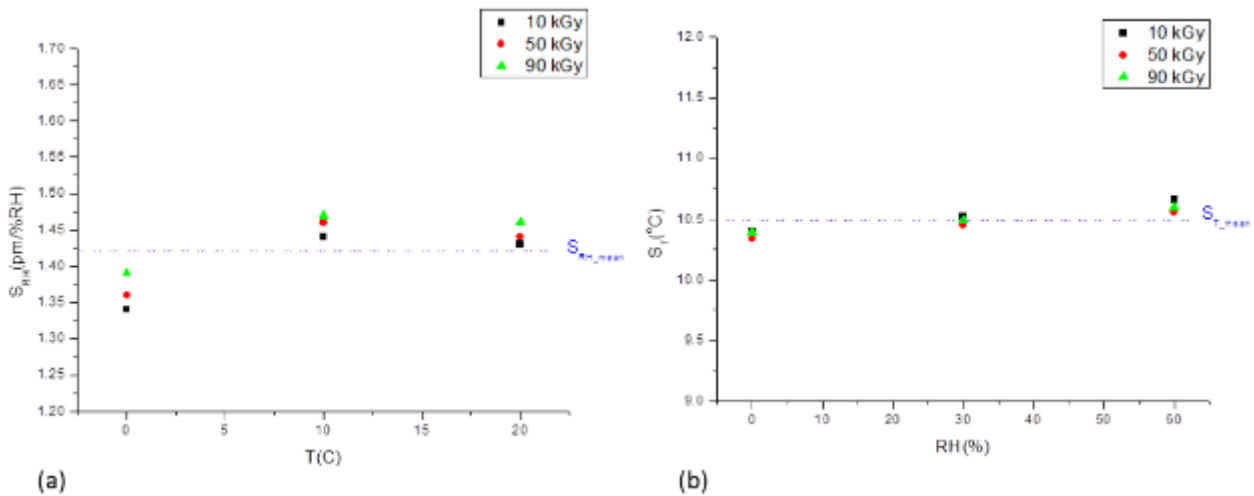 10 kGy
50 kGy
90 kGy
1.70
1.65
1.60
1.55
1.50
1.45
1.40
1.35
1.30
1.25
1.20
S_RH(pm/%RH)
S_RH_mean
0 5 10 15 20
T(C)
(a)
10 kGy
50 kGy
90 kGy
12.0
11.5
11.0
10.5
10.0
9.5
9.0
S_T(°C)
S_T_mean
0 10 20 30 40 50 60
RH(%)
(b)